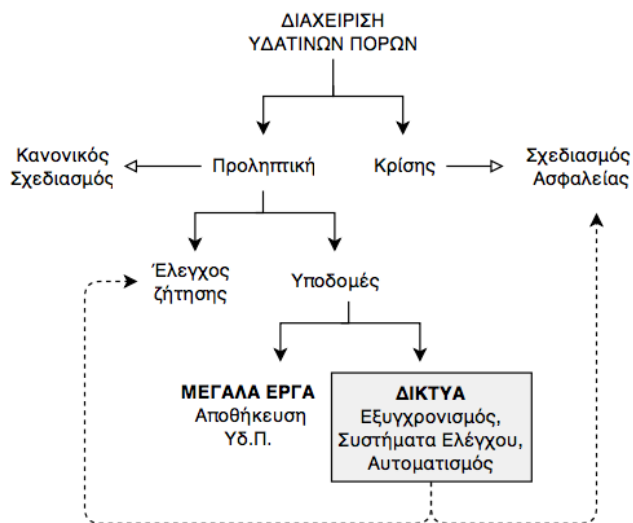 ΔΙΑΧΕΙΡΙΣΗ
ΥΔΑΤΙΝΩΝ ΠΟΡΩΝ
Κανονικός
Σχεδιασμός
Προληπτική
Κρίσης
Σχεδιασμός
Ασφαλείας
Έλεγχος
ζήτησης
Υποδομές
ΜΕΓΑΛΑ ΕΡΓΑ
Αποθήκευση
Υδ.Π.
ΔΙΚΤΥΑ
Εξυγχρονισμός,
Συστήματα Ελέγχου,
Αυτοματισμός